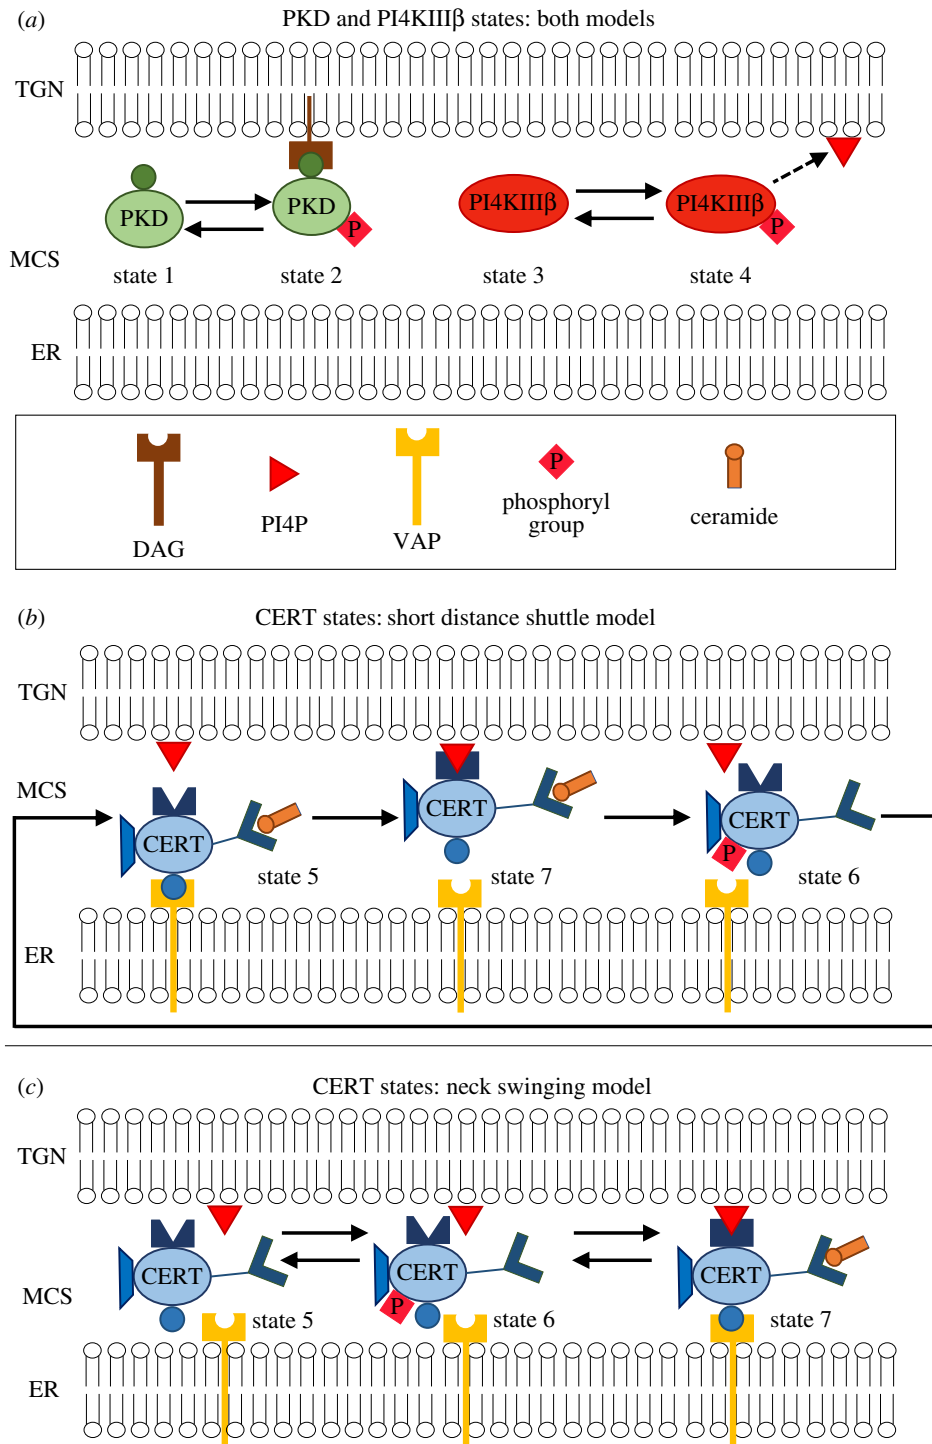 (a) PKD and PI4KIIIβ states: both models
TGN
PKD
PKD
P
PI4KIIIβ
PI4KIIIβ
P
MCS
state 1
state 2
state 3
state 4
ER
DAG
PI4P
VAP
P
phosphoryl
group
ceramide
(b) CERT states: short distance shuttle model
TGN
MCS
CERT
CERT
CERT
P
state 5
state 7
state 6
ER
(c) CERT states: neck swinging model
TGN
CERT
CERT
CERT
P
MCS
state 5
state 6
state 7
ER